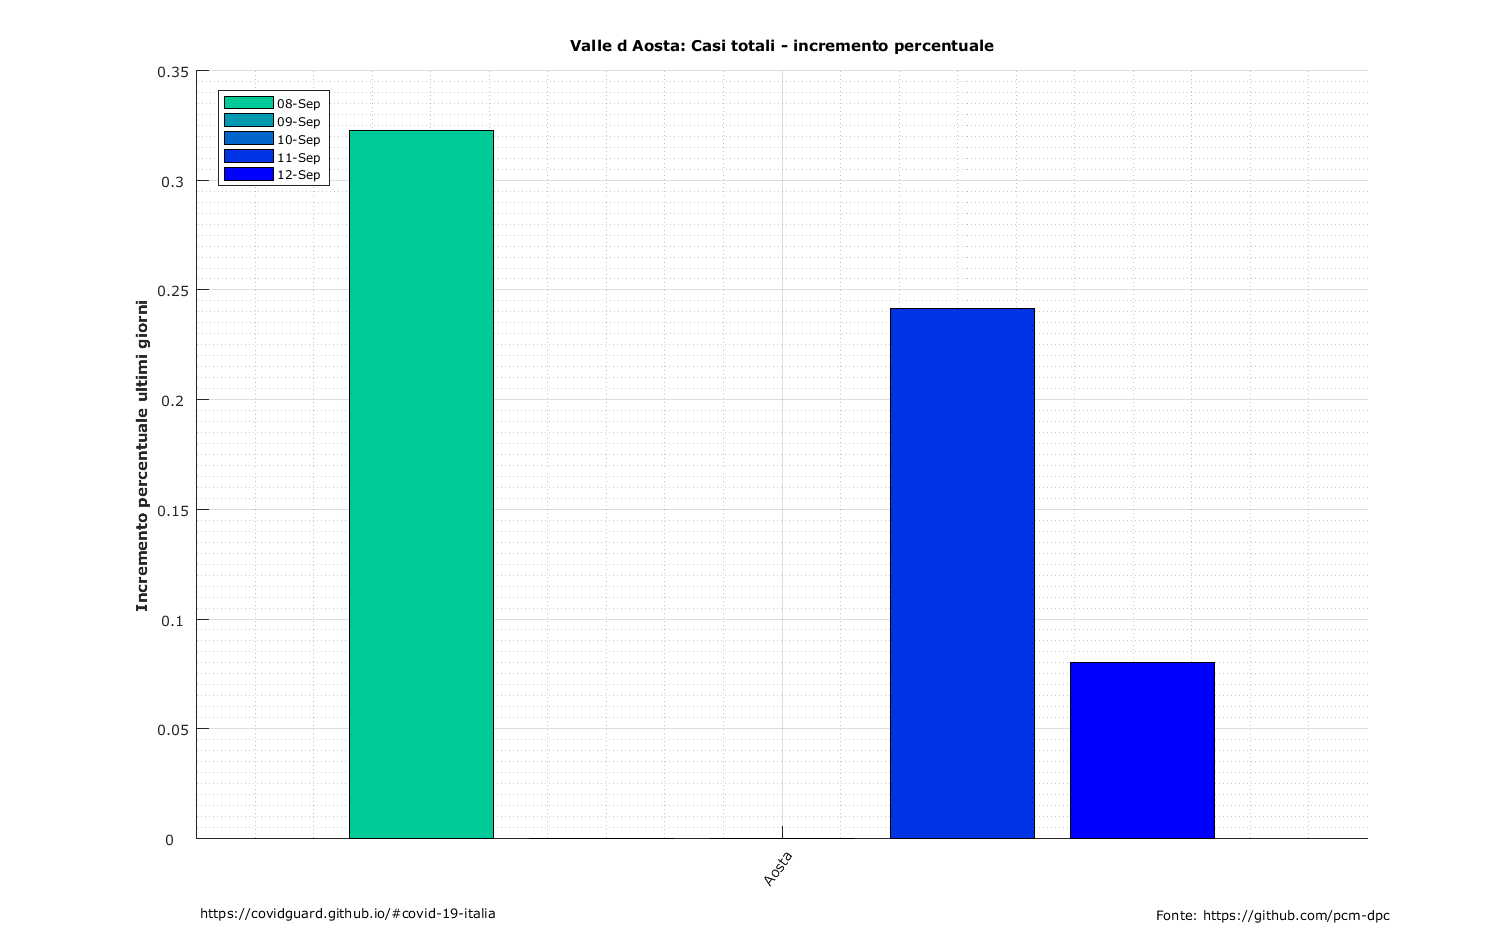 Valle d Aosta: Casi totali - incremento percentuale
0.35
0.3
0.25
0.2
0.15
0.1
0.05
0
Incremento percentuale ultimi giorni
08-Sep
09-Sep
10-Sep
11-Sep
12-Sep
Aosta
https://covidguard.github.io/#covid-19-italia
Fonte: https://github.com/pcm-dpc